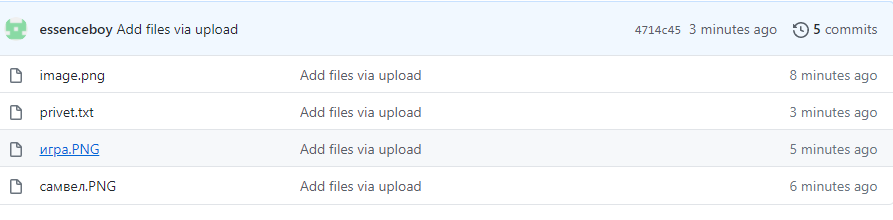 essenceboy Add files via upload 4714c45 3 minutes ago 5 commits
image.png Add files via upload 8 minutes ago
privet.txt Add files via upload 3 minutes ago
игра.PNG Add files via upload 5 minutes ago
самвел.PNG Add files via upload 6 minutes ago